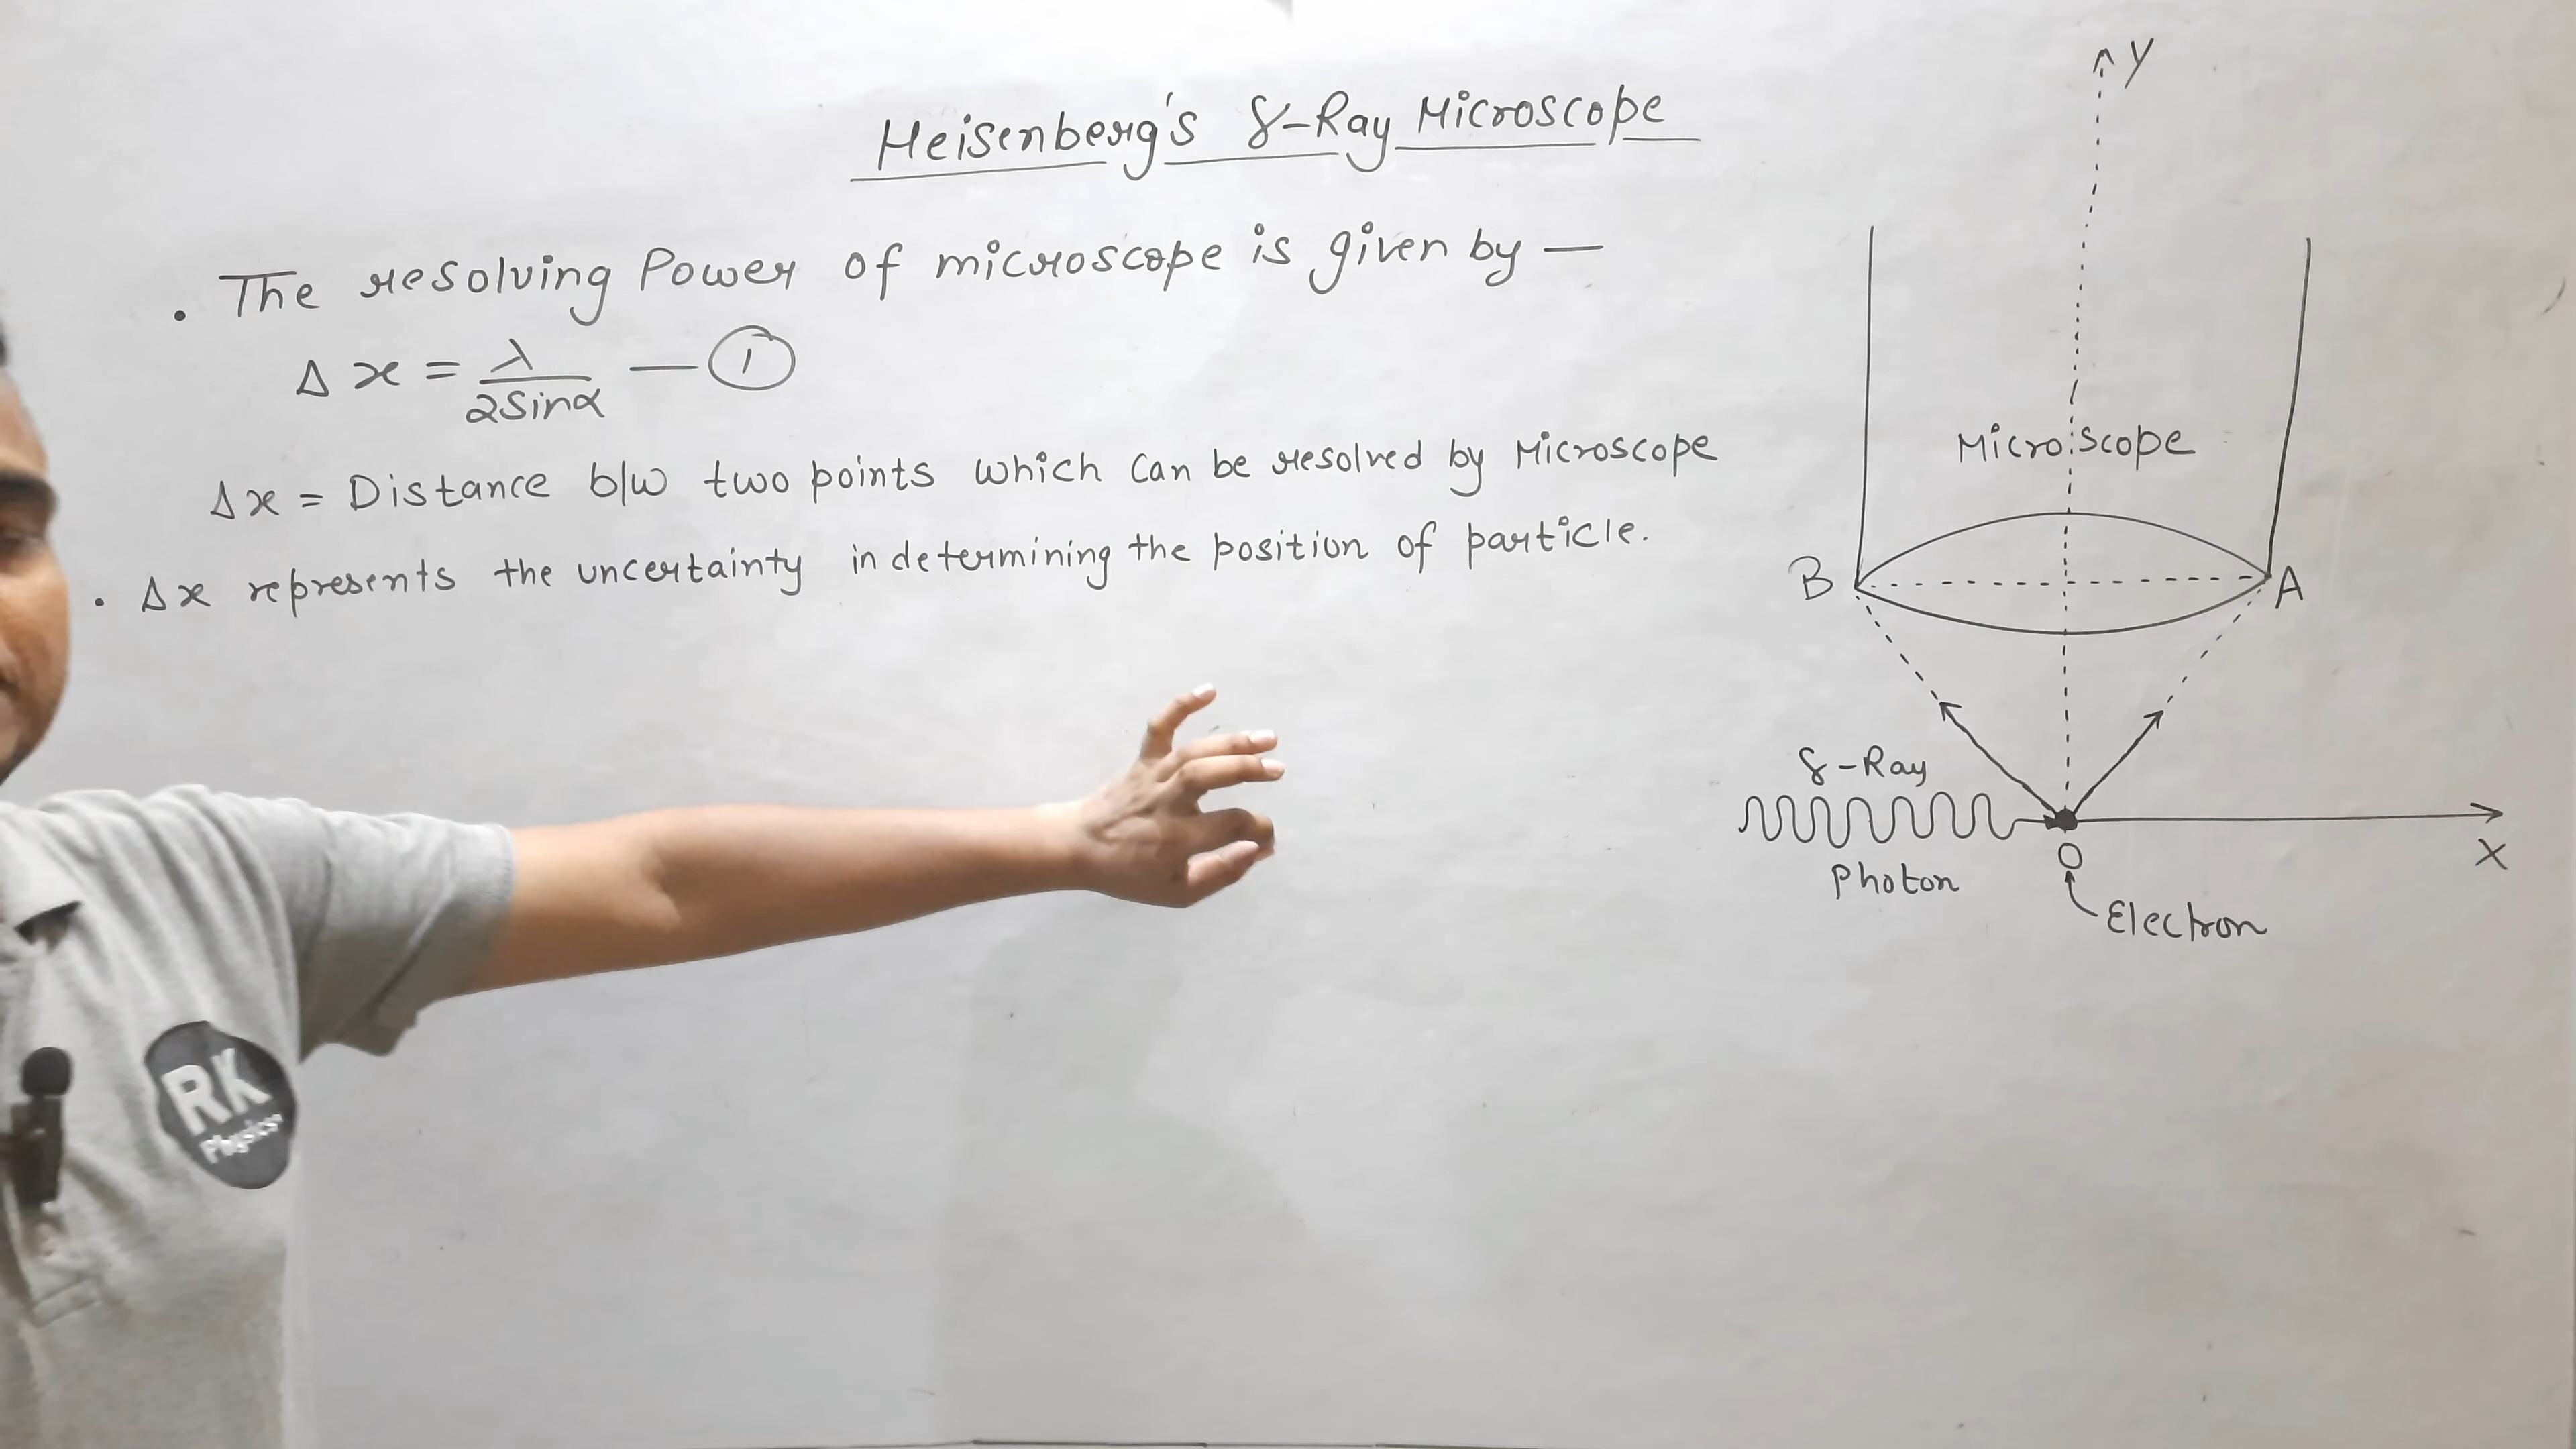 Heisenberg's γ-Ray Microscope
. The resolving Power of microscope is given by —
Δx = λ/2Sinα — ①
Δx = Distance b/w two points which can be resolved by Microscope
. Δx represents the uncertainty in determining the position of particle.
y
Microscope
B
A
γ-Ray
Photon
O
X
Electron
RK
Physics